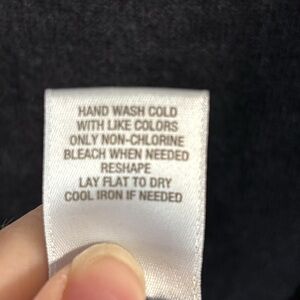 HAND WASH COLD
WITH LIKE COLORS
ONLY NON-CHLORINE
BLEACH WHEN NEEDED
RESHAPE
LAY FLAT TO DRY
COOL IRON IF NEEDED